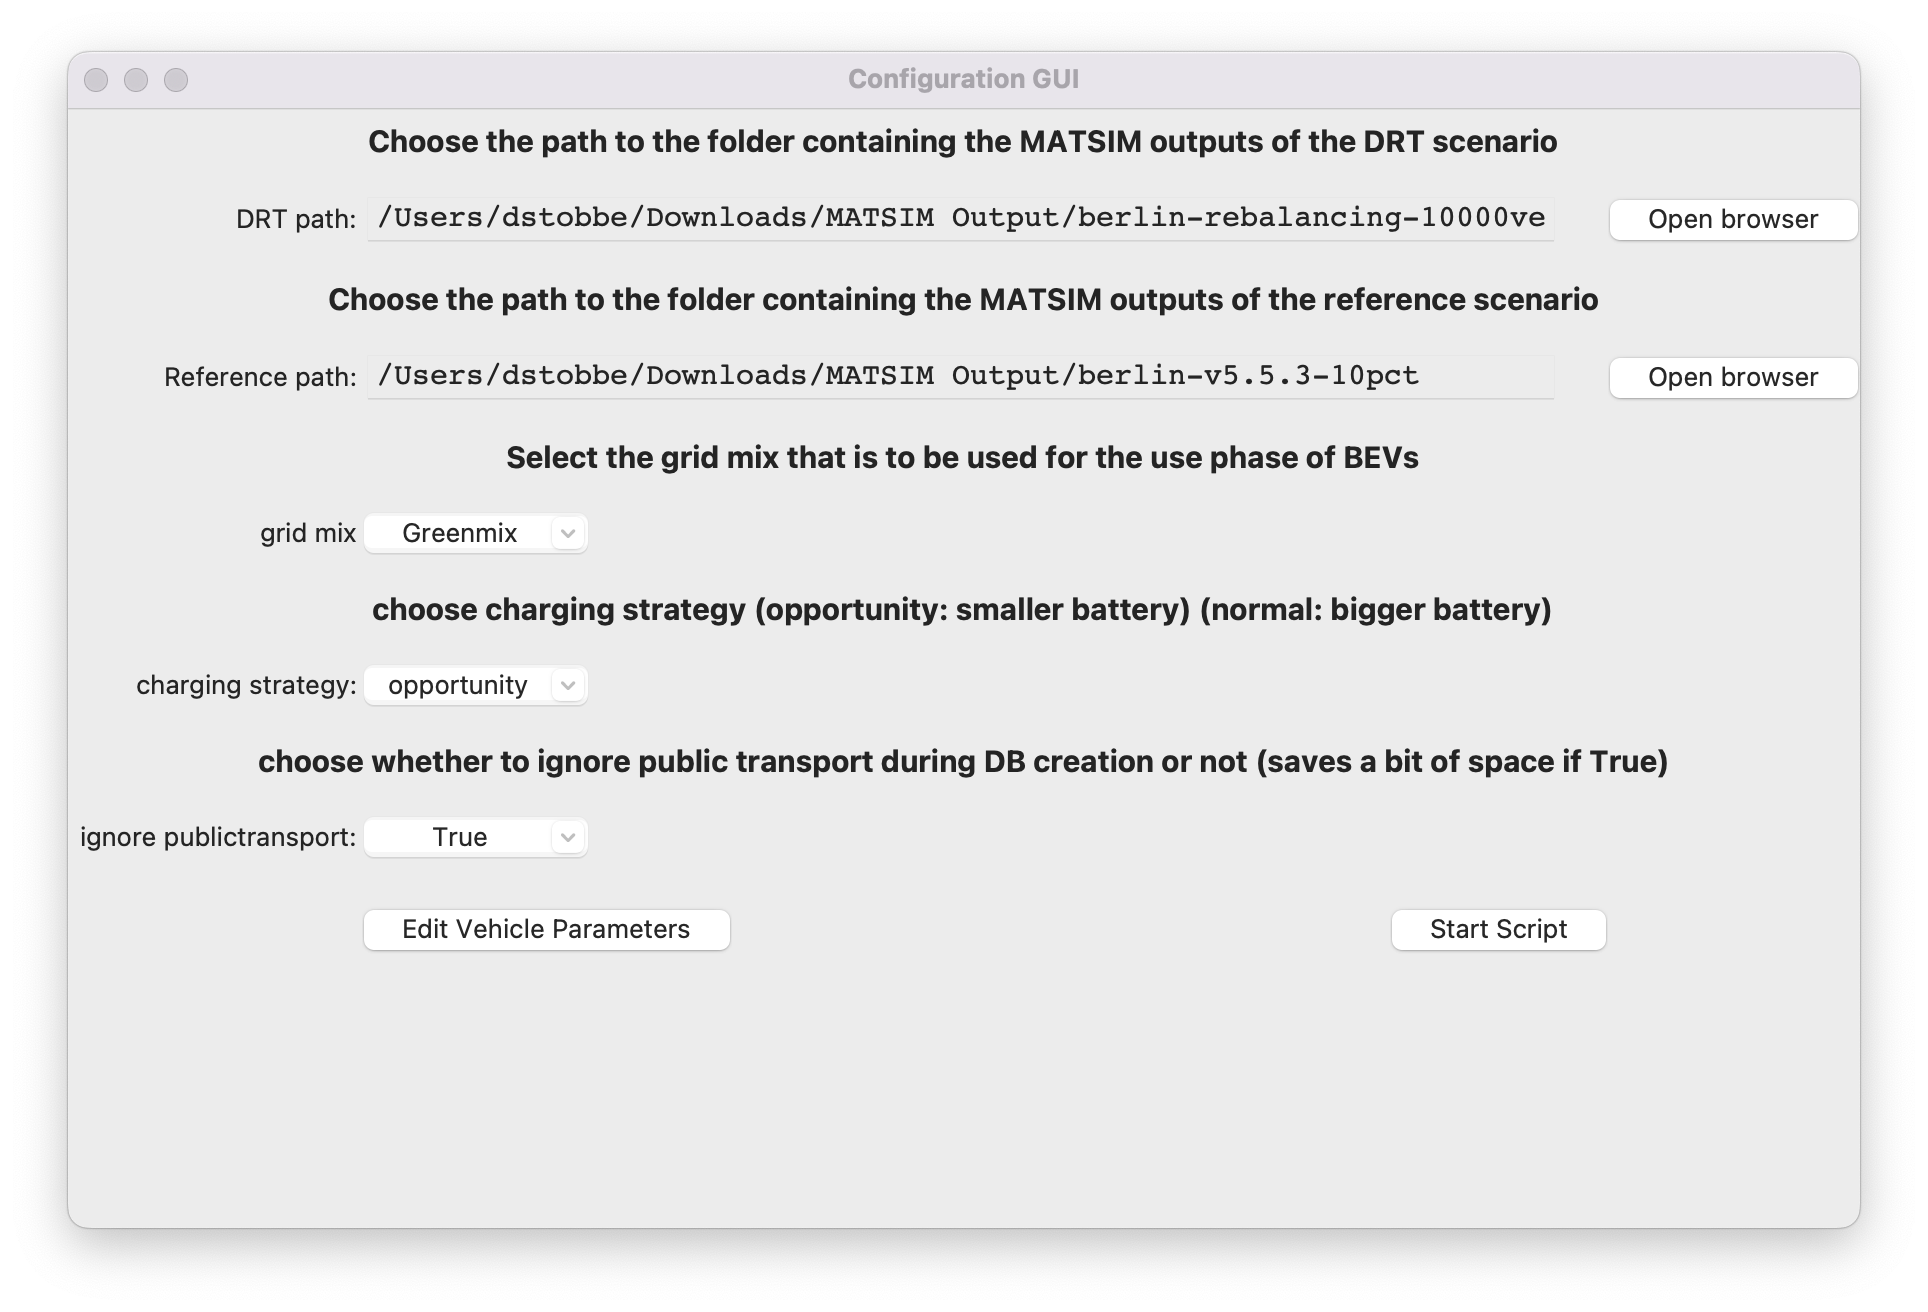 Configuration GUI
Choose the path to the folder containing the MATSIM outputs of the DRT scenario
DRT path: /Users/dstobbe/Downloads/MATSIM Output/berlin-rebalancing-10000ve Open browser
Choose the path to the folder containing the MATSIM outputs of the reference scenario
Reference path: /Users/dstobbe/Downloads/MATSIM Output/berlin-v5.5.3-10pct Open browser
Select the grid mix that is to be used for the use phase of BEVs
grid mix Greenmix
choose charging strategy (opportunity: smaller battery) (normal: bigger battery)
charging strategy: opportunity
choose whether to ignore public transport during DB creation or not (saves a bit of space if True)
ignore publictransport: True
Edit Vehicle Parameters Start Script